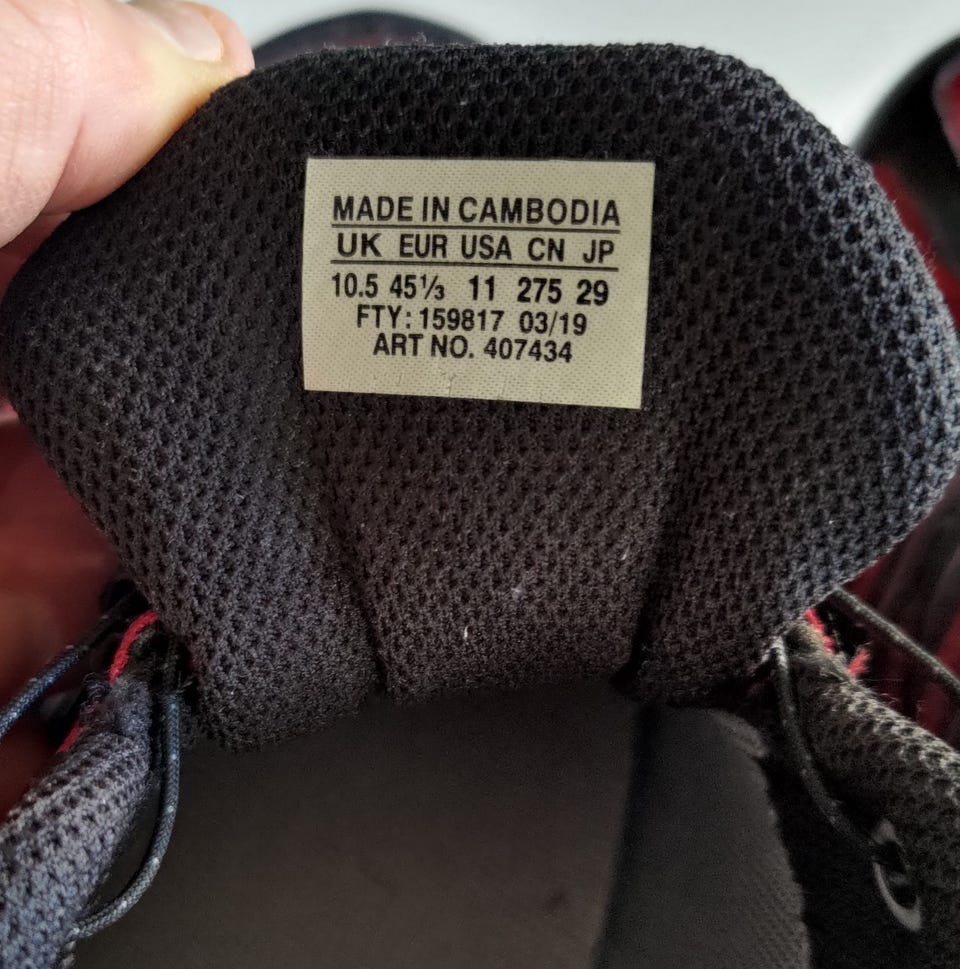 MADE IN CAMBODIA
UK EUR USA CN JP
10.5 45⅓ 11 275 29
FTY: 159817 03/19
ART NO. 407434